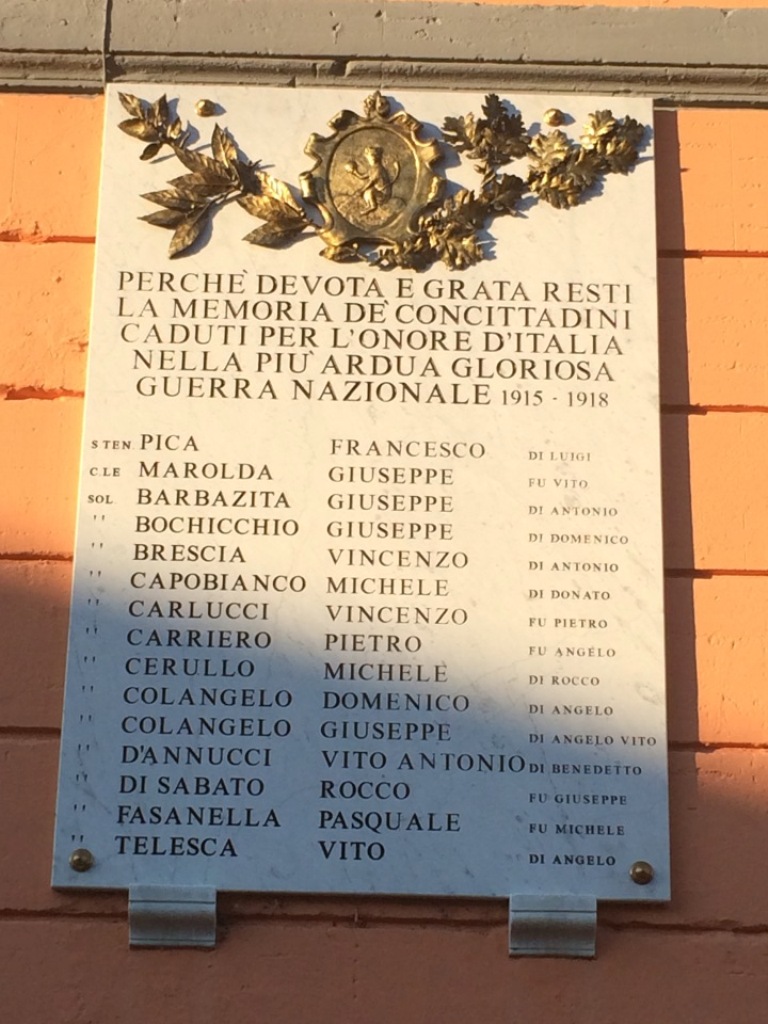 PERCHÈ DEVOTA E GRATA RESTI
LA MEMORIA DE' CONCITTADINI
CADUTI PER L'ONORE D'ITALIA
NELLA PIU' ARDUA GLORIOSA
GUERRA NAZIONALE 1915 - 1918
S TEN. PICA FRANCESCO DI LUIGI
C.LE MAROLDA GIUSEPPE FU VITO
SOL BARBAZITA GIUSEPPE DI ANTONIO
'' BOCHICCHIO GIUSEPPE DI DOMENICO
'' BRESCIA VINCENZO DI ANTONIO
'' CAPOBIANCO MICHELE DI DONATO
'' CARLUCCI VINCENZO FU PIETRO
'' CARRIERO PIETRO FU ANGELO
'' CERULLO MICHELE DI ROCCO
'' COLANGELO DOMENICO DI ANGELO
'' COLANGELO GIUSEPPE DI ANGELO VITO
'' D'ANNUCCI VITO ANTONIO DI BENEDETTO
'' DI SABATO ROCCO FU GIUSEPPE
'' FASANELLA PASQUALE FU MICHELE
'' TELESCA VITO DI ANGELO